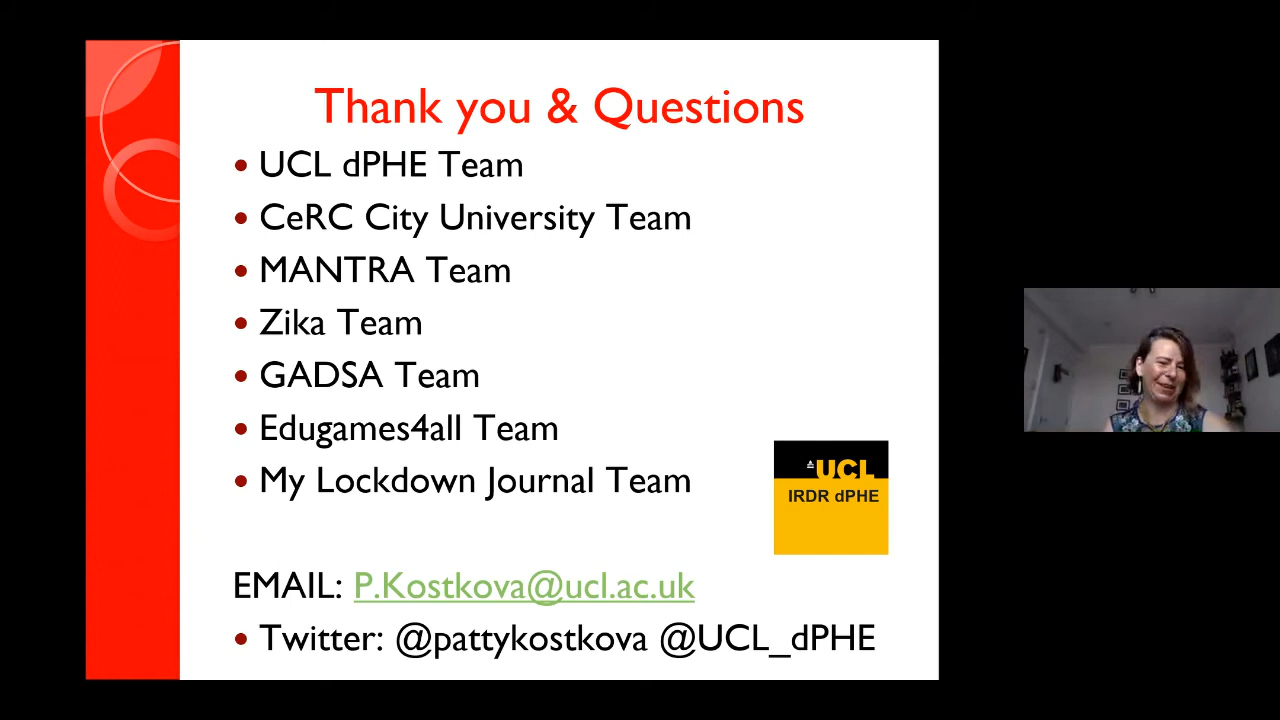 Thank you & Questions
• UCL dPHE Team
• CeRC City University Team
• MANTRA Team
• Zika Team
• GADSA Team
• Edugames4all Team
• My Lockdown Journal Team
UCL
IRDR dPHE
EMAIL: P.Kostkova@ucl.ac.uk
• Twitter: @pattykostkova @UCL_dPHE